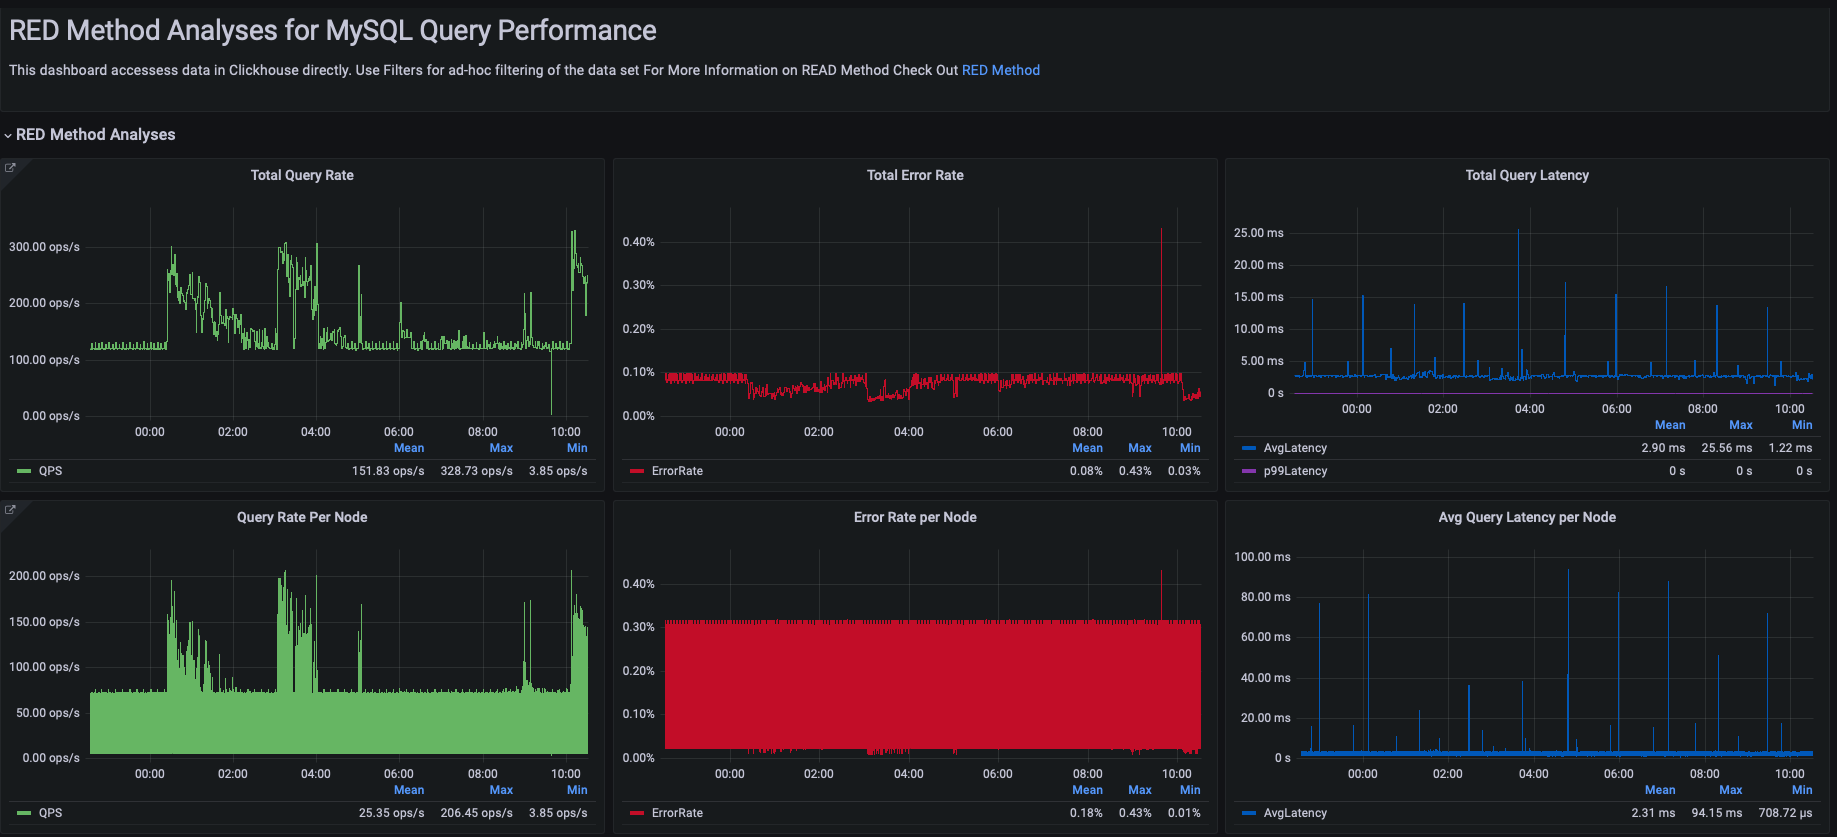 RED Method Analyses for MySQL Query Performance
This dashboard accessess data in Clickhouse directly. Use Filters for ad-hoc filtering of the data set For More Information on READ Method Check Out RED Method
RED Method Analyses
Total Query Rate
300.00 ops/s
200.00 ops/s
100.00 ops/s
0.00 ops/s
00:00 02:00 04:00 06:00 08:00 10:00
Mean Max Min
QPS 151.83 ops/s 328.73 ops/s 3.85 ops/s
Total Error Rate
0.40%
0.30%
0.20%
0.10%
0.00%
00:00 02:00 04:00 06:00 08:00 10:00
Mean Max Min
ErrorRate 0.08% 0.43% 0.03%
Total Query Latency
25.00 ms
20.00 ms
15.00 ms
10.00 ms
5.00 ms
0 s
00:00 02:00 04:00 06:00 08:00 10:00
Mean Max Min
AvgLatency 2.90 ms 25.56 ms 1.22 ms
p99Latency 0 s 0 s 0 s
Query Rate Per Node
200.00 ops/s
150.00 ops/s
100.00 ops/s
50.00 ops/s
0.00 ops/s
00:00 02:00 04:00 06:00 08:00 10:00
Mean Max Min
QPS 25.35 ops/s 206.45 ops/s 3.85 ops/s
Error Rate per Node
0.40%
0.30%
0.20%
0.10%
0.00%
00:00 02:00 04:00 06:00 08:00 10:00
Mean Max Min
ErrorRate 0.18% 0.43% 0.01%
Avg Query Latency per Node
100.00 ms
80.00 ms
60.00 ms
40.00 ms
20.00 ms
0 s
00:00 02:00 04:00 06:00 08:00 10:00
Mean Max Min
AvgLatency 2.31 ms 94.15 ms 708.72 µs